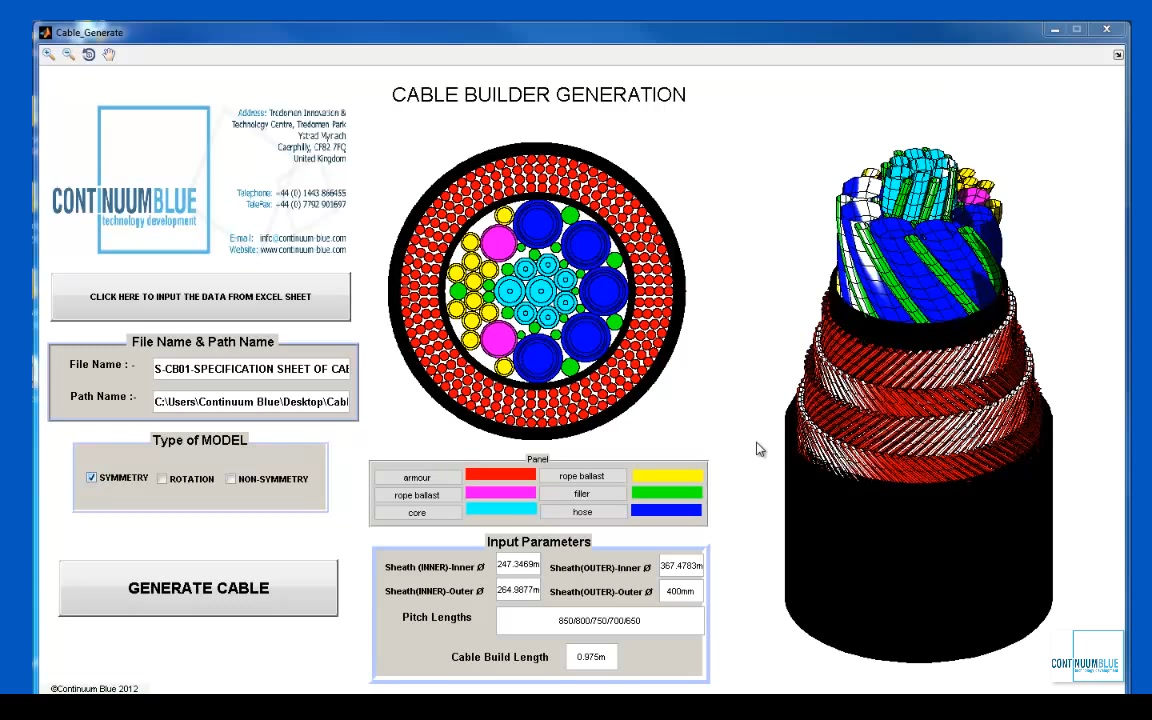 Cable_Generate
CABLE BUILDER GENERATION
Address: Tredomen Innovation &
Technology Centre, Tredomen Park
Ystrad Mynach
Caerphilly, CF82 7FQ
United Kingdom
Telephone: +44 (0) 1443 866455
TeleFax: +44 (0) 7792 901697
E-mail: info@continuum-blue.com
Website: www.continuum-blue.com
CONTINUUMBLUE
technology development
CLICK HERE TO INPUT THE DATA FROM EXCEL SHEET
File Name & Path Name
File Name : -
S-CB01-SPECIFICATION SHEET OF CAB
Path Name :-
C:\Users\Continuum Blue\Desktop\Cabl
Type of MODEL
SYMMETRY ROTATION NON-SYMMETRY
GENERATE CABLE
©Continuum Blue 2012
Panel
armour rope ballast
rope ballast filler
core hose
Input Parameters
Sheath (INNER)-Inner Ø 247.3469m Sheath(OUTER)-Inner Ø 367.4783m
Sheath(INNER)-Outer Ø 264.9877m Sheath(OUTER)-Outer Ø 400mm
Pitch Lengths 850/800/750/700/650
Cable Build Length 0.975m
CONTINUUMBLUE
technology development